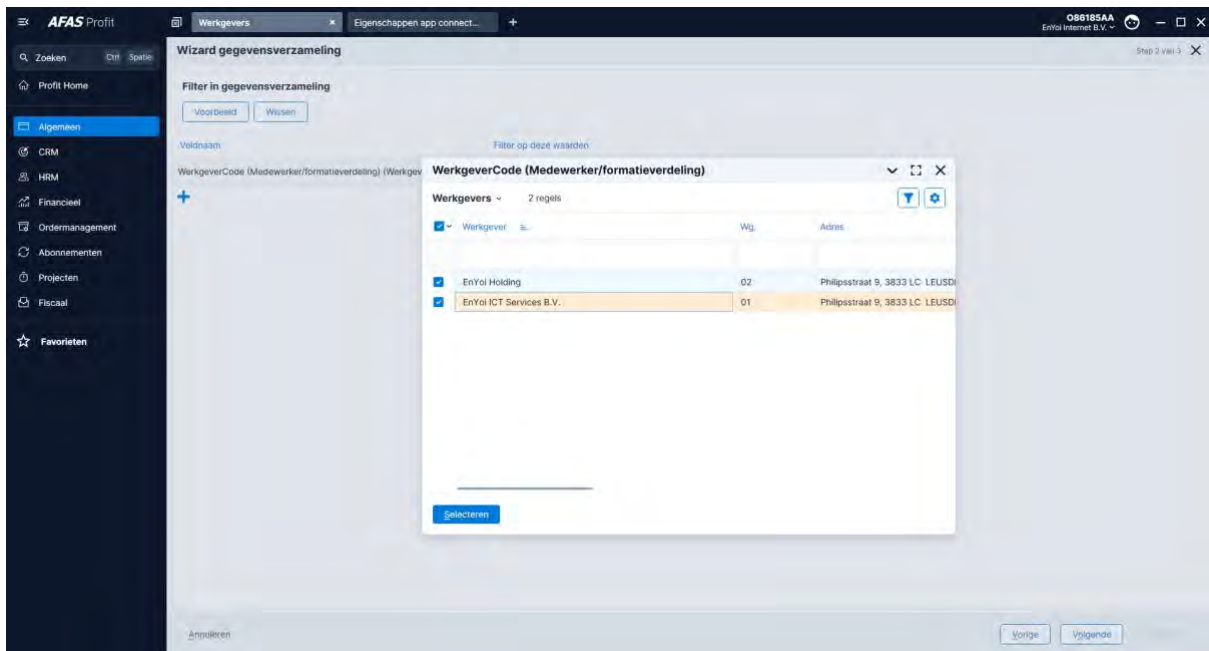 AFAS Profit
Werkgevers
Eigenschappen app connect...
O86185AA
EnYoi Internet B.V.
Zoeken Ctrl Spatie
Profit Home
Algemeen
CRM
HRM
Financieel
Ordermanagement
Abonnementen
Projecten
Fiscaal
Favorieten
Wizard gegevensverzameling
Stap 2 van 3
Filter in gegevensverzameling
Voorbeeld Wissen
Veldnaam Filter op deze waarden
WerkgeverCode (Medewerker/formatieverdeling) (Werkgev
WerkgeverCode (Medewerker/formatieverdeling)
Werkgevers 2 regels
Werkgever Wg. Adres
EnYoi Holding 02 Philipsstraat 9, 3833 LC LEUSD
EnYoi ICT Services B.V. 01 Philipsstraat 9, 3833 LC LEUSD
Selecteren
Annuleren Vorige Volgende